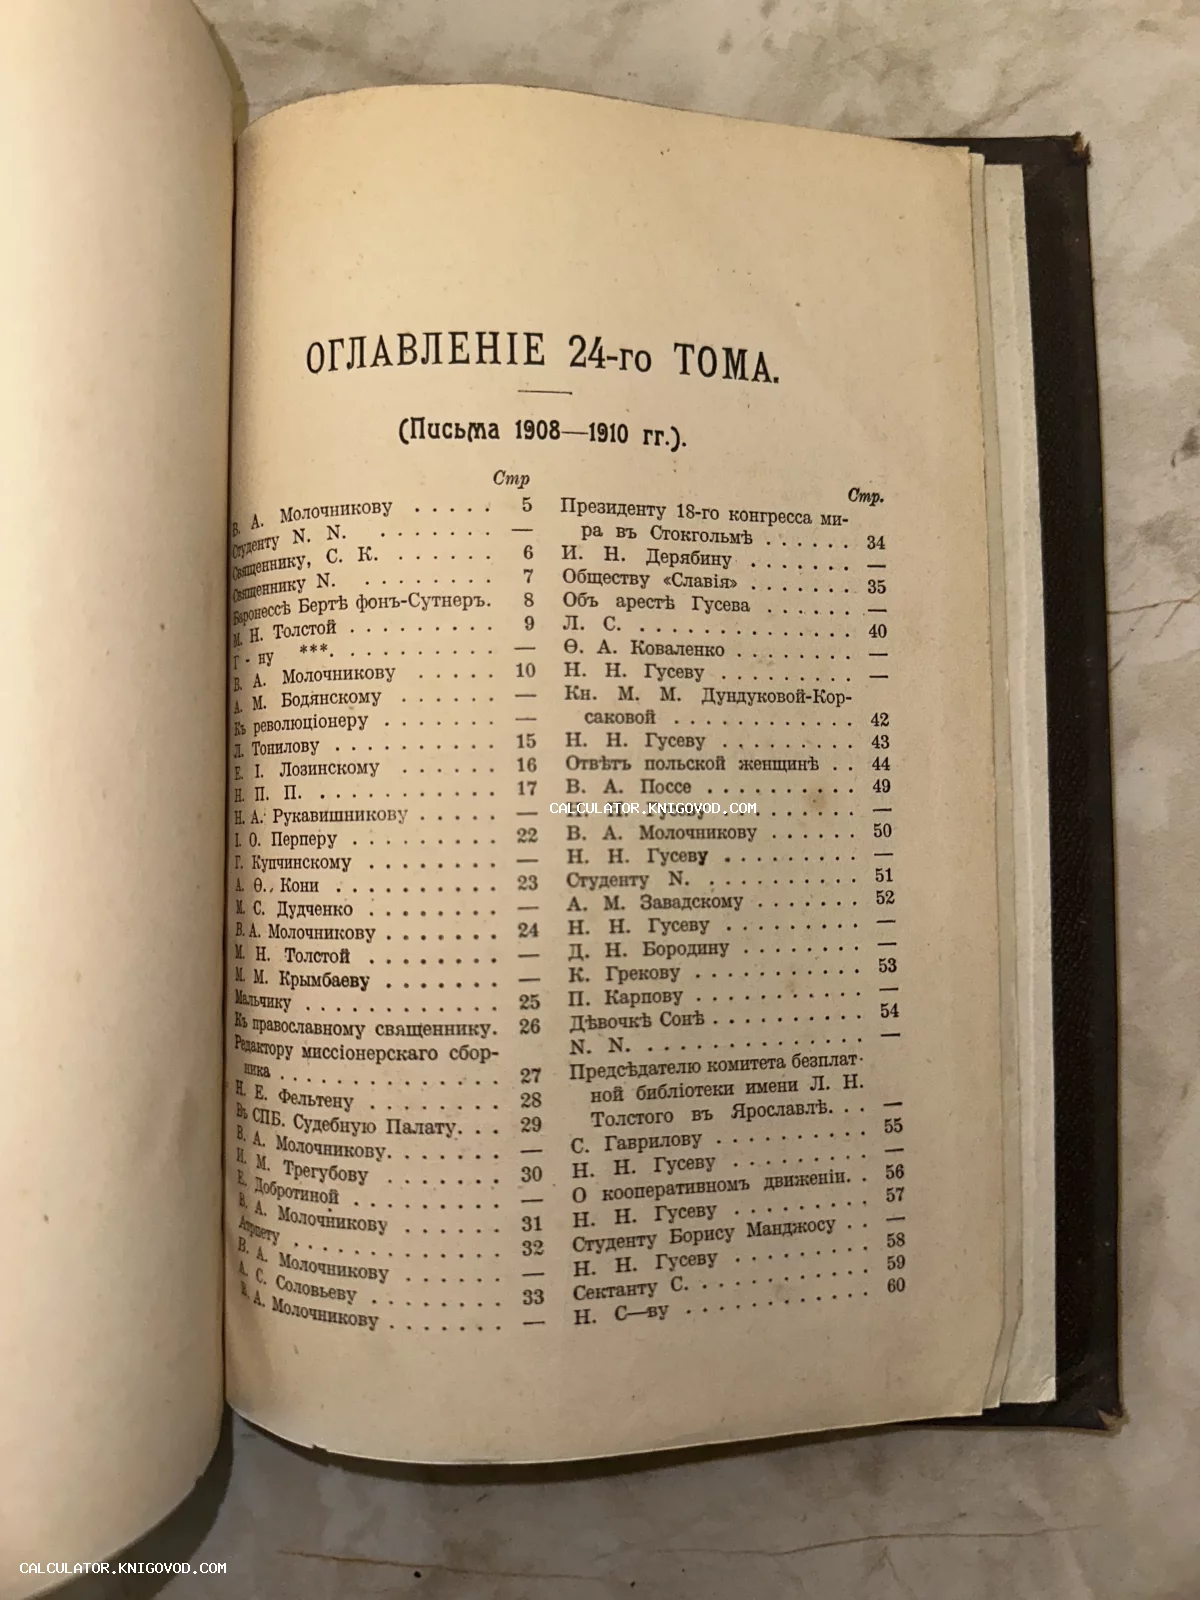 ОГЛАВЛЕНІЕ 24-го ТОМА.
(Письма 1908—1910 гг.).
Стр
В. А. Молочникову . . . . . 5
Студенту N. N. . . . . . . . —
Священнику, С. К. . . . . . . 6
Священнику N. . . . . . . . . 7
Баронессѣ Бертѣ фонъ-Сутнеръ. 8
М. Н. Толстой . . . . . . . . . 9
Г-ну ***. . . . . . . . . . —
В. А. Молочникову . . . . . 10
А. М. Бодянскому . . . . . . —
Къ революціонеру . . . . . . —
Л. Тонилову . . . . . . . . . . 15
Е. І. Лозинскому . . . . . . 16
Н. П. П. . . . . . . . . . . . 17
Н. А. Рукавишникову . . . . . —
І. О. Перперу . . . . . . . . . 22
Г. Купчинскому . . . . . . . . —
А. Ѳ. Кони . . . . . . . . . . 23
М. С. Дудченко . . . . . . . . —
В. А. Молочникову . . . . . . . 24
М. Н. Толстой . . . . . . . . —
М. М. Крымбаеву . . . . . . . —
Мальчику . . . . . . . . . . . . 25
Къ православному священнику. 26
Редактору миссіонерскаго сбор-
ника . . . . . . . . . . . . . 27
Н. Е. Фельтену . . . . . . . . 28
Въ СПБ. Судебную Палату. . . 29
В. А. Молочникову. . . . . . . —
И. М. Трегубову . . . . . . . 30
Е. Добротиной . . . . . . . . . —
В. А. Молочникову . . . . . . 31
. . . . . . . . . . . . 32
В. А. Молочникову . . . . . . —
А. С. Соловьеву . . . . . . . . 33
В. А. Молочникову . . . . . . . —
Стр.
Президенту 18-го конгресса ми-
ра въ Стокгольмѣ . . . . . . 34
И. Н. Дерябину . . . . . . . —
Обществу «Славія» . . . . . . . 35
Объ арестѣ Гусева . . . . . . —
Л. С. . . . . . . . . . . . . . 40
Ѳ. А. Коваленко . . . . . . . . —
Н. Н. Гусеву . . . . . . . . . —
Кн. М. М. Дундуковой-Кор-
саковой . . . . . . . . . . . . 42
Н. Н. Гусеву . . . . . . . . . 43
Отвѣтъ польской женщинѣ . . 44
В. А. Поссе . . . . . . . . . . 49
Н. Н. Гусеву . . . . . . . . . —
В. А. Молочникову . . . . . . 50
Н. Н. Гусеву . . . . . . . . . —
Студенту N. . . . . . . . . . . 51
А. М. Завадскому . . . . . . . 52
Н. Н. Гусеву . . . . . . . . . —
Д. Н. Бородину . . . . . . . . —
К. Грекову . . . . . . . . . . . 53
П. Карпову . . . . . . . . . . . —
Дѣвочкѣ Сонѣ . . . . . . . . . . 54
N. N. . . . . . . . . . . . . . —
Предсѣдателю комитета безплат-
ной библіотеки имени Л. Н.
Толстого въ Ярославлѣ. . . —
С. Гаврилову . . . . . . . . . . 55
Н. Н. Гусеву . . . . . . . . . —
О кооперативномъ движеніи. . 56
Н. Н. Гусеву . . . . . . . . . 57
Студенту Борису Манджосу . . —
Н. Н. Гусеву . . . . . . . . . 58
Сектанту С. . . . . . . . . . . . 59
Н. С—ву . . . . . . . . . . . . 60
CALCULATOR.KNIGOVOD.COM
CALCULATOR.KNIGOVOD.COM